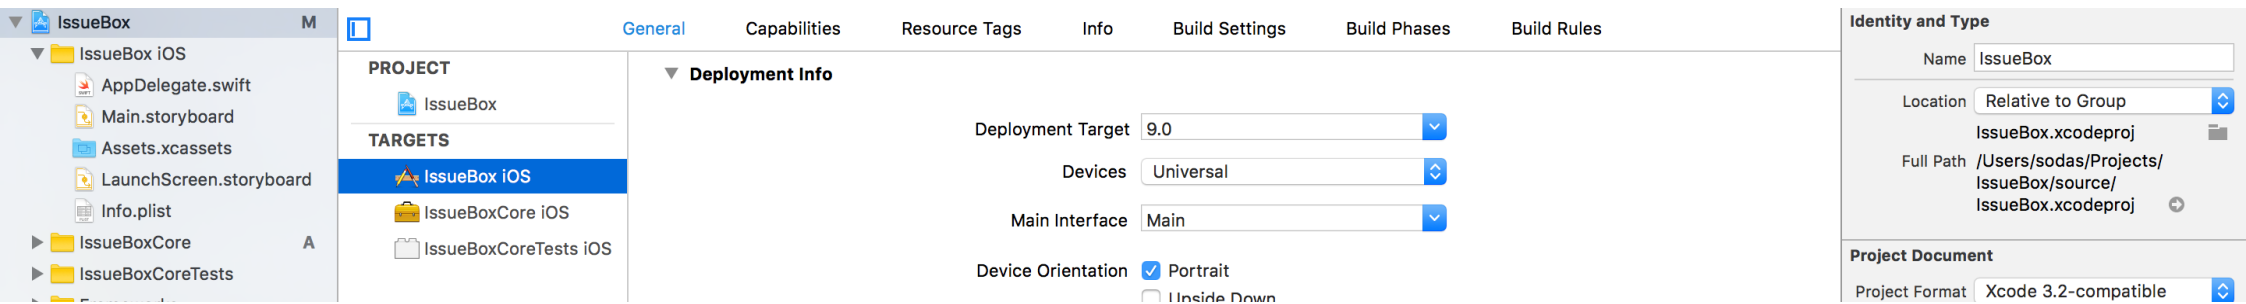 IssueBox M
IssueBox iOS
AppDelegate.swift
Main.storyboard
Assets.xcassets
LaunchScreen.storyboard
Info.plist
IssueBoxCore A
IssueBoxCoreTests
General Capabilities Resource Tags Info Build Settings Build Phases Build Rules
PROJECT
IssueBox
TARGETS
IssueBox iOS
IssueBoxCore iOS
IssueBoxCoreTests iOS
Deployment Info
Deployment Target 9.0
Devices Universal
Main Interface Main
Device Orientation Portrait
Upside Down
Identity and Type
Name IssueBox
Location Relative to Group
IssueBox.xcodeproj
Full Path /Users/sodas/Projects/
IssueBox/source/
IssueBox.xcodeproj
Project Document
Project Format Xcode 3.2-compatible